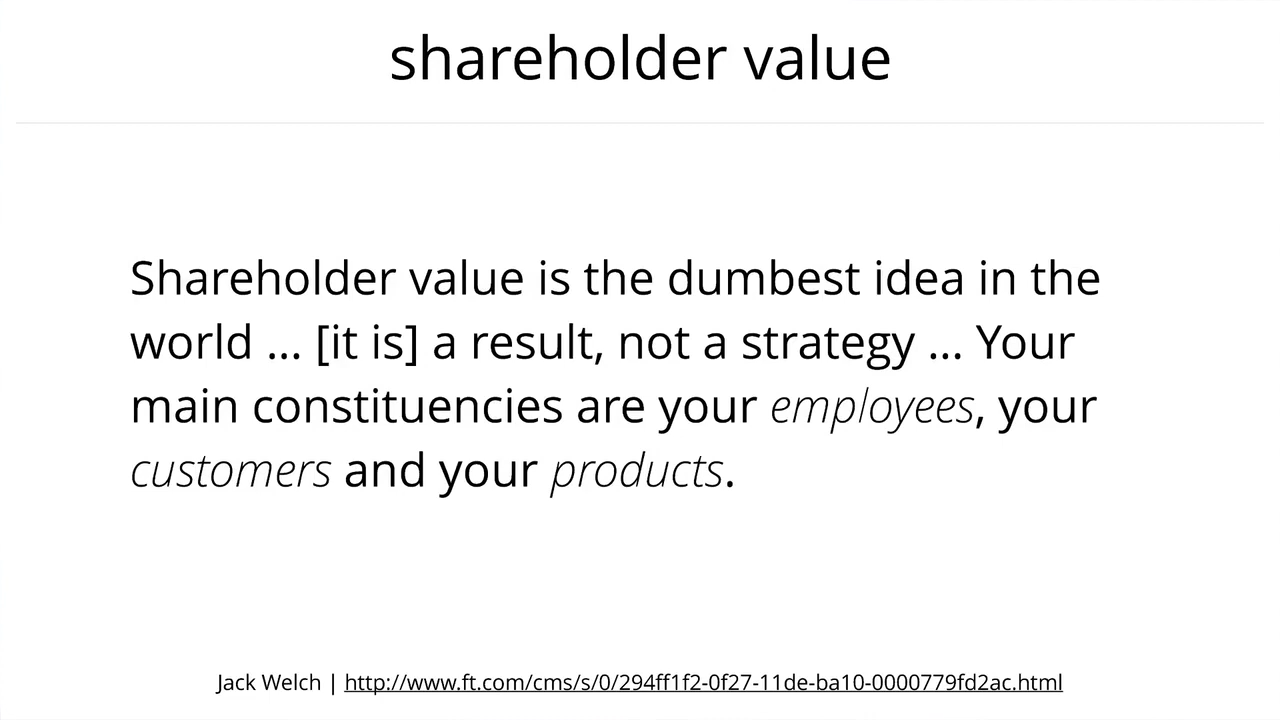 shareholder value
Shareholder value is the dumbest idea in the
world ... [it is] a result, not a strategy ... Your
main constituencies are your employees, your
customers and your products.
Jack Welch | http://www.ft.com/cms/s/0/294ff1f2-0f27-11de-ba10-0000779fd2ac.html